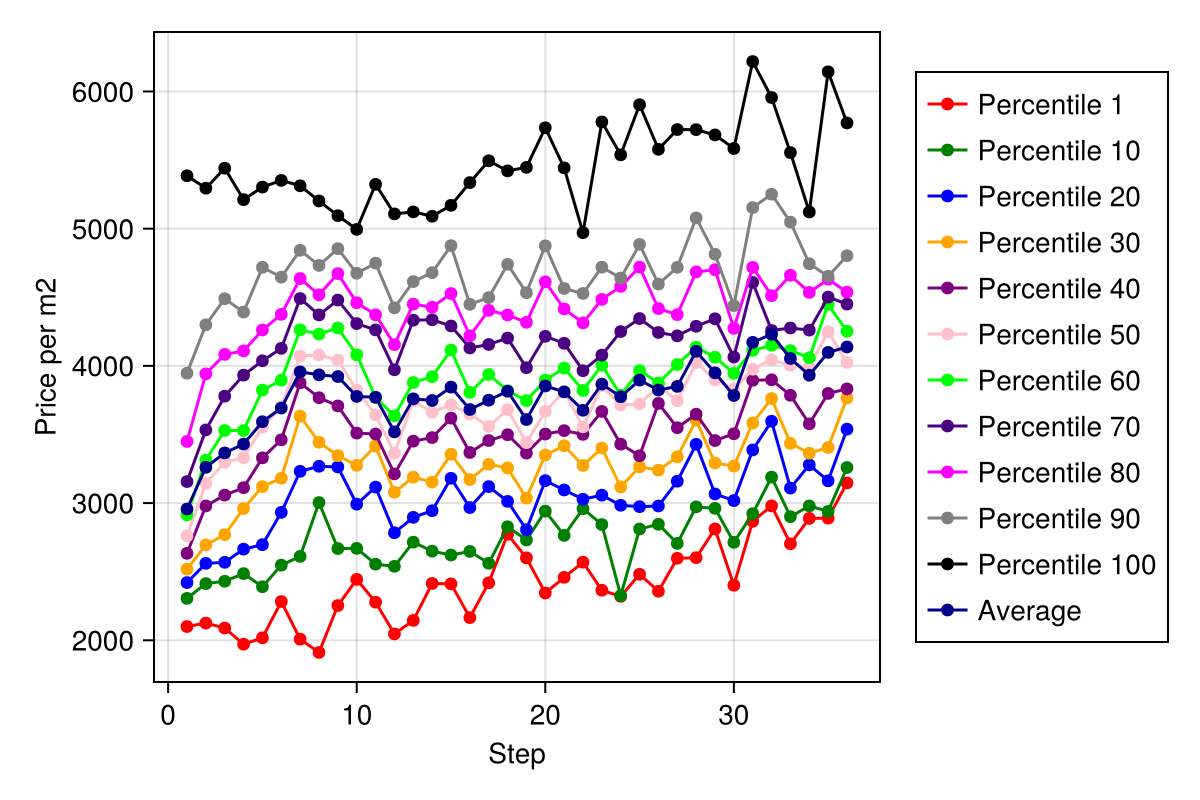 6000
5000
4000
3000
2000
Price per m2
0 10 20 30
Step
Percentile 1
Percentile 10
Percentile 20
Percentile 30
Percentile 40
Percentile 50
Percentile 60
Percentile 70
Percentile 80
Percentile 90
Percentile 100
Average